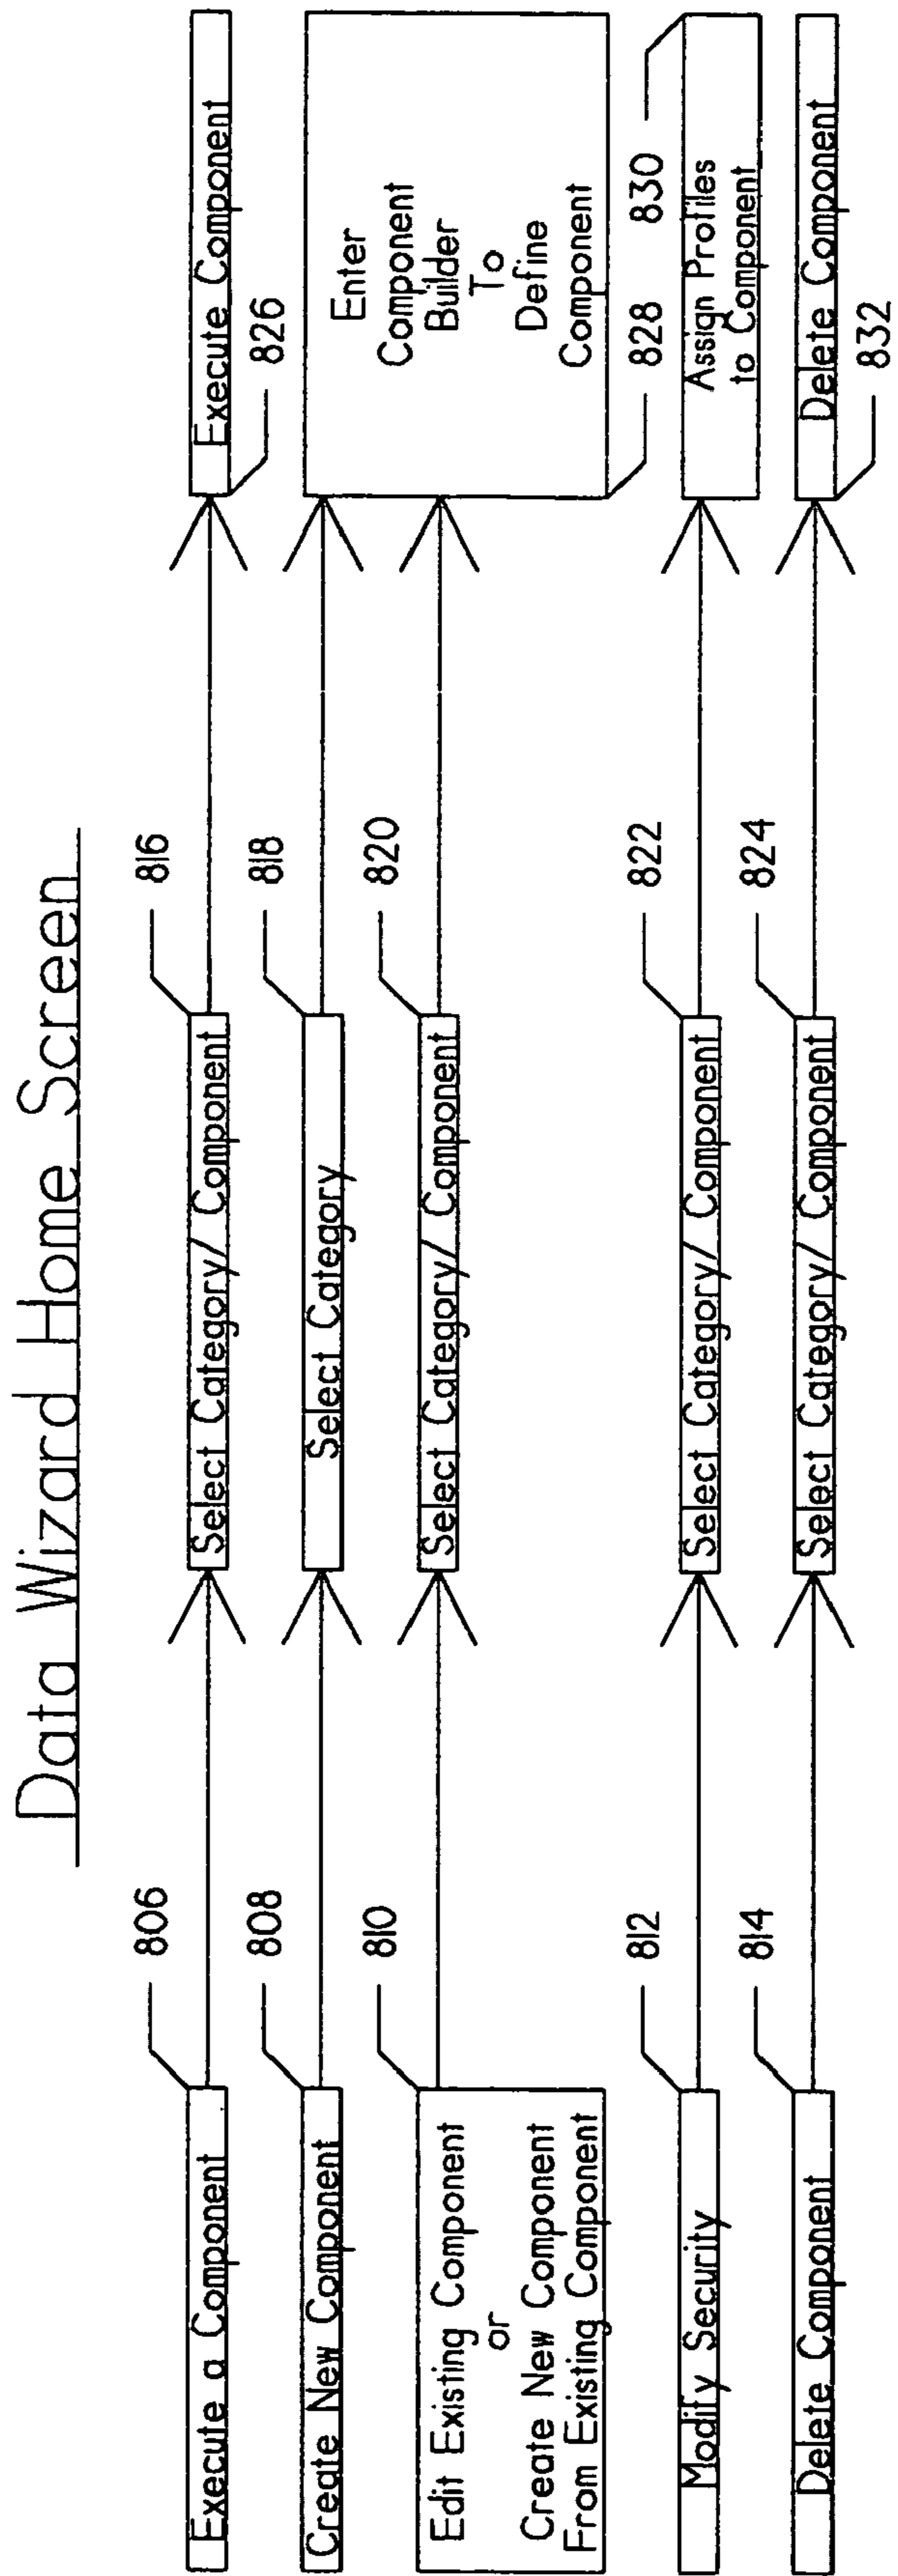 Data Wizard Home Screen
806
Execute a Component
816
Select Category/ Component
Execute Component
826
808
Create New Component
818
Select Category
Enter
Component
Builder
To
Define
Component
828
810
Edit Existing Component
or
Create New Component
From Existing Component
820
Select Category/ Component
812
Modify Security
822
Select Category/ Component
830
Assign Profiles
to Component
814
Delete Component
824
Select Category/ Component
Delete Component
832